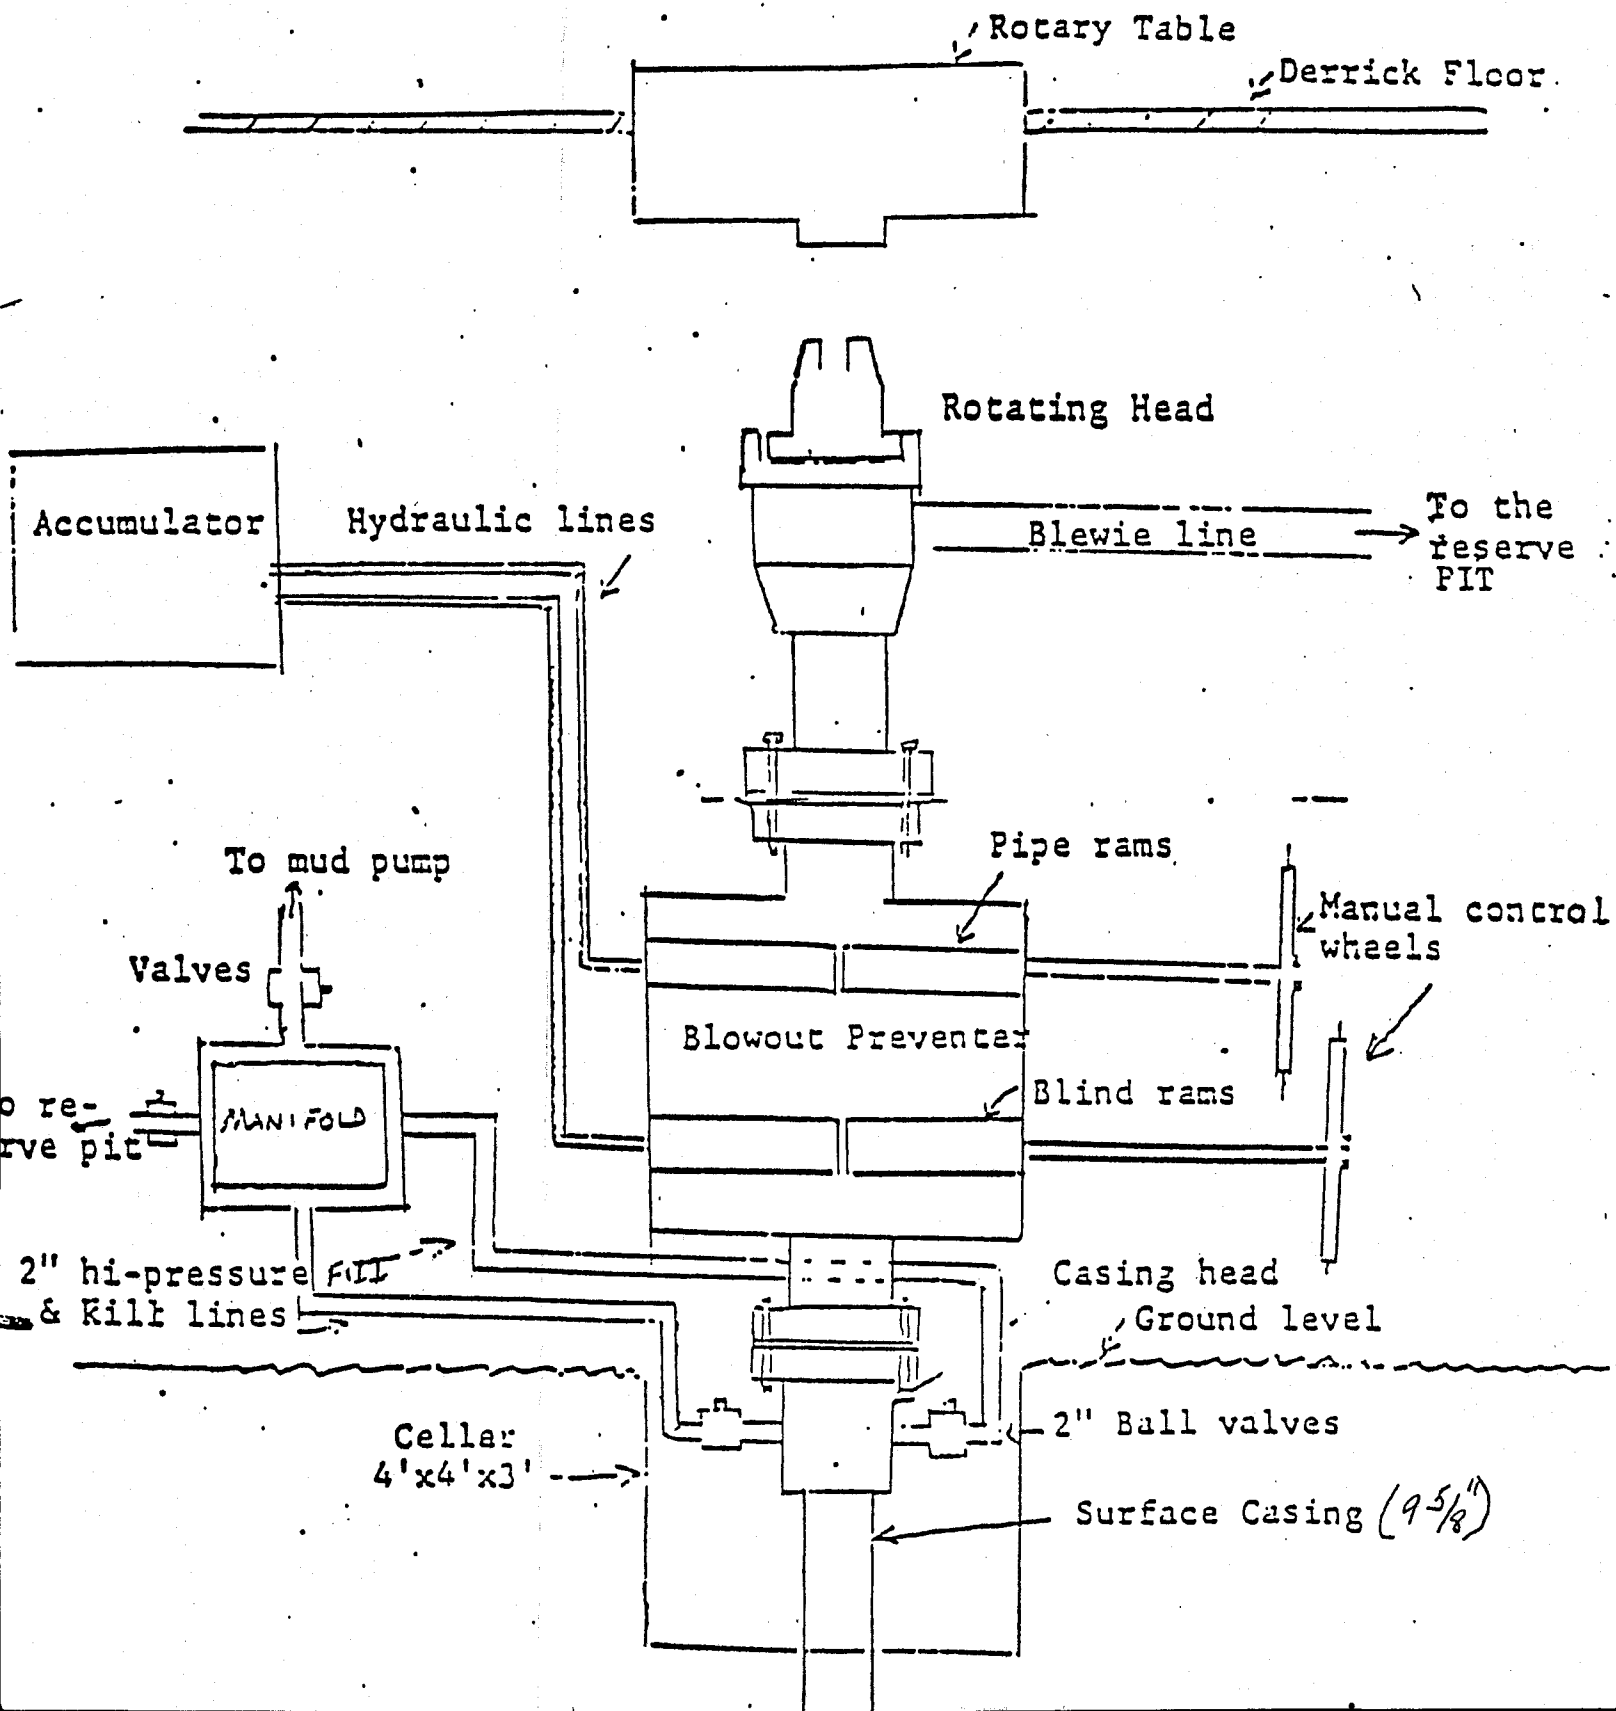 Rotary Table
Derrick Floor
Rotating Head
Accumulator
Hydraulic lines
Blewie line
To the
reserve
PIT
To mud pump
Pipe rams
Manual control
wheels
Valves
Blowout Preventer
Blind rams
o re-
rve pit
MANIFOLD
2" hi-pressure Fill
& Kill lines
Casing head
Ground level
Cellar
4'x4'x3'
2" Ball valves
Surface Casing (9 5/8")